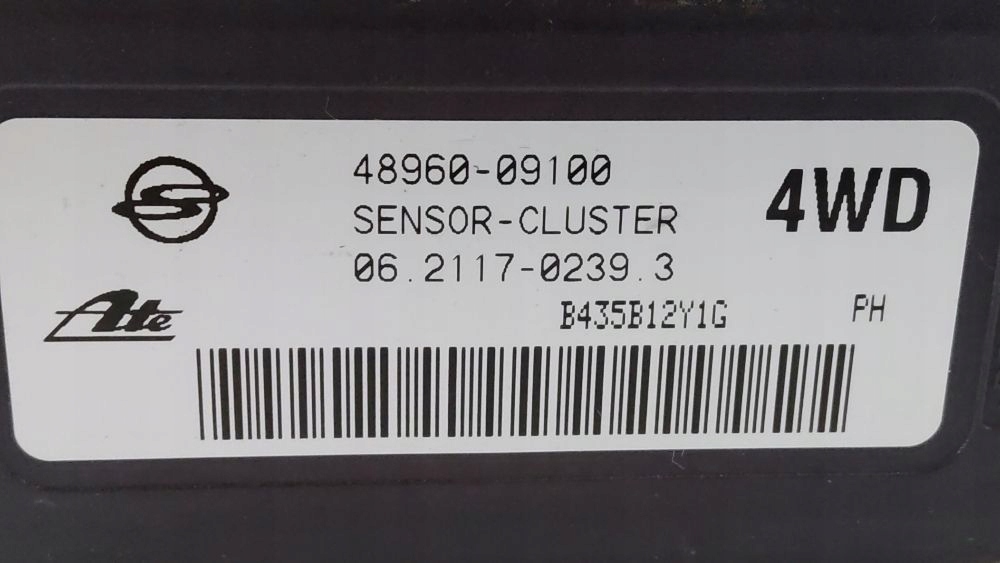 48960-09100
SENSOR-CLUSTER
4WD
06.2117-0239.3
B435B12Y1G
PH
Ate